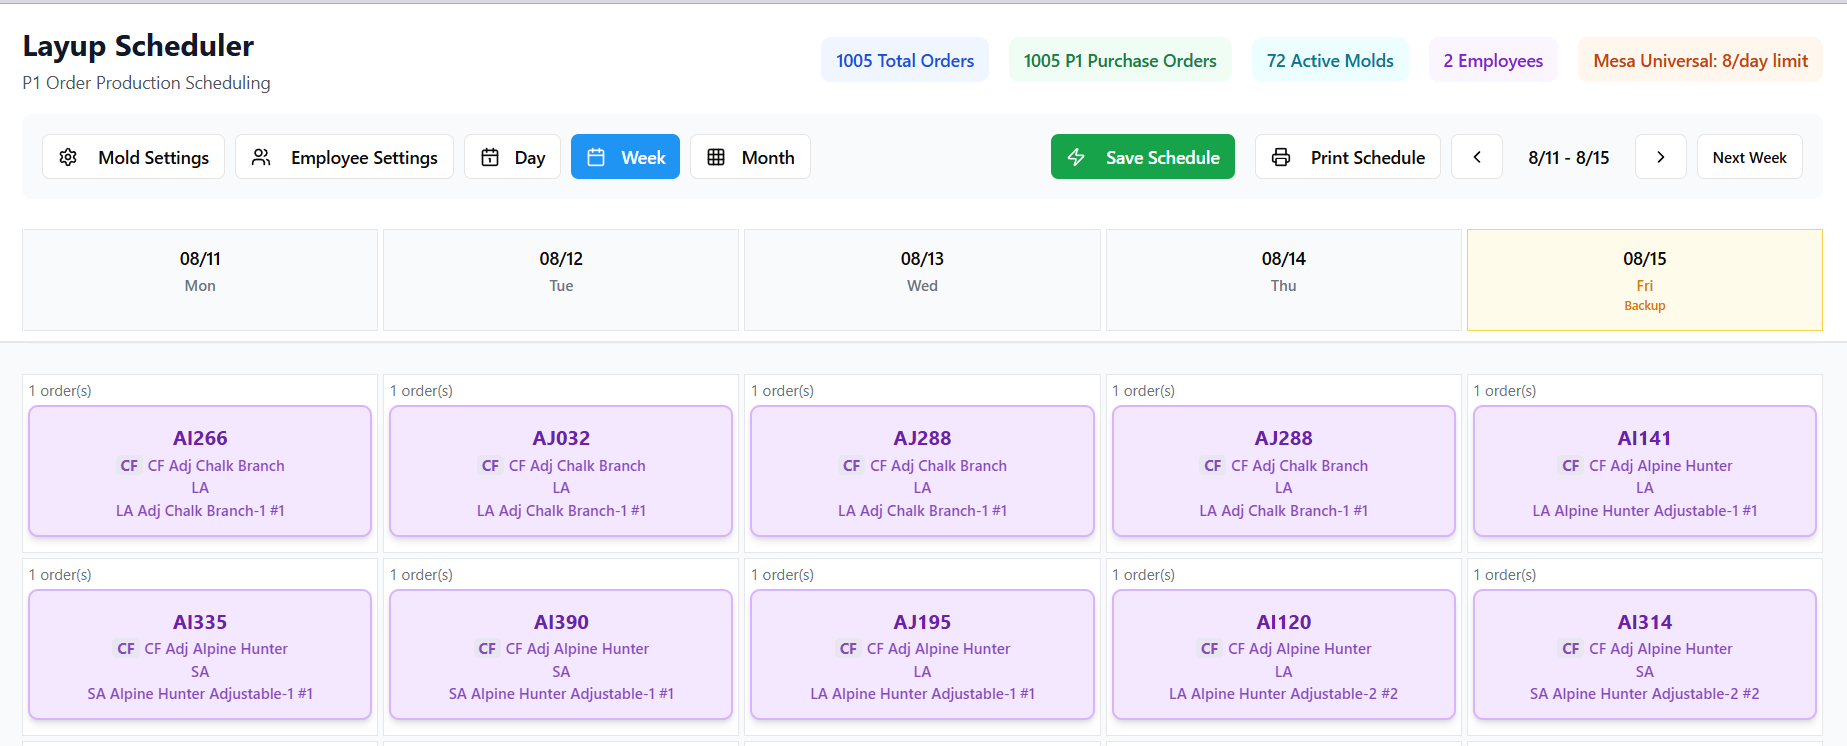 Layup Scheduler
P1 Order Production Scheduling
1005 Total Orders
1005 P1 Purchase Orders
72 Active Molds
2 Employees
Mesa Universal: 8/day limit
Mold Settings
Employee Settings
Day
Week
Month
Save Schedule
Print Schedule
8/11 - 8/15
Next Week
08/11
Mon
08/12
Tue
08/13
Wed
08/14
Thu
08/15
Fri
Backup
1 order(s)
AI266
CF CF Adj Chalk Branch
LA
LA Adj Chalk Branch-1 #1
1 order(s)
AJ032
CF CF Adj Chalk Branch
LA
LA Adj Chalk Branch-1 #1
1 order(s)
AJ288
CF CF Adj Chalk Branch
LA
LA Adj Chalk Branch-1 #1
1 order(s)
AJ288
CF CF Adj Chalk Branch
LA
LA Adj Chalk Branch-1 #1
1 order(s)
AI141
CF CF Adj Alpine Hunter
LA
LA Alpine Hunter Adjustable-1 #1
1 order(s)
AI335
CF CF Adj Alpine Hunter
SA
SA Alpine Hunter Adjustable-1 #1
1 order(s)
AI390
CF CF Adj Alpine Hunter
SA
SA Alpine Hunter Adjustable-1 #1
1 order(s)
AJ195
CF CF Adj Alpine Hunter
LA
LA Alpine Hunter Adjustable-1 #1
1 order(s)
AI120
CF CF Adj Alpine Hunter
LA
LA Alpine Hunter Adjustable-2 #2
1 order(s)
AI314
CF CF Adj Alpine Hunter
SA
SA Alpine Hunter Adjustable-2 #2